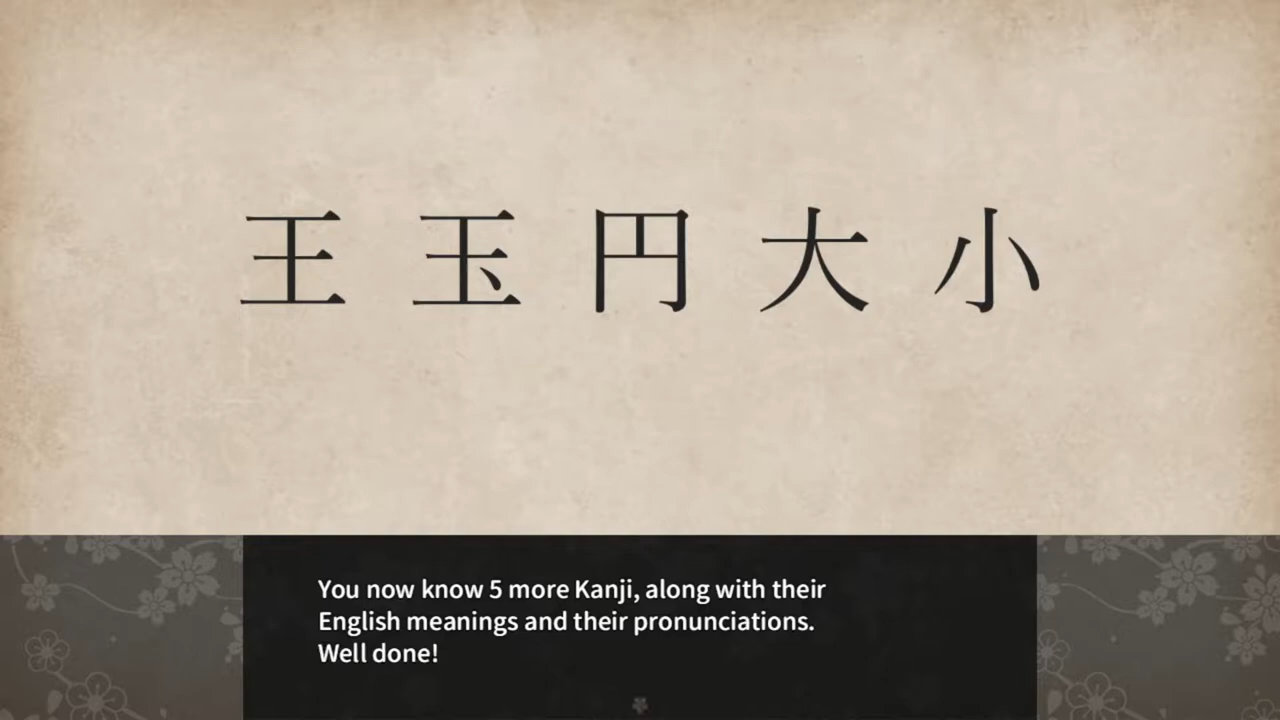 王 玉 円 大 小
You now know 5 more Kanji, along with their
English meanings and their pronunciations.
Well done!